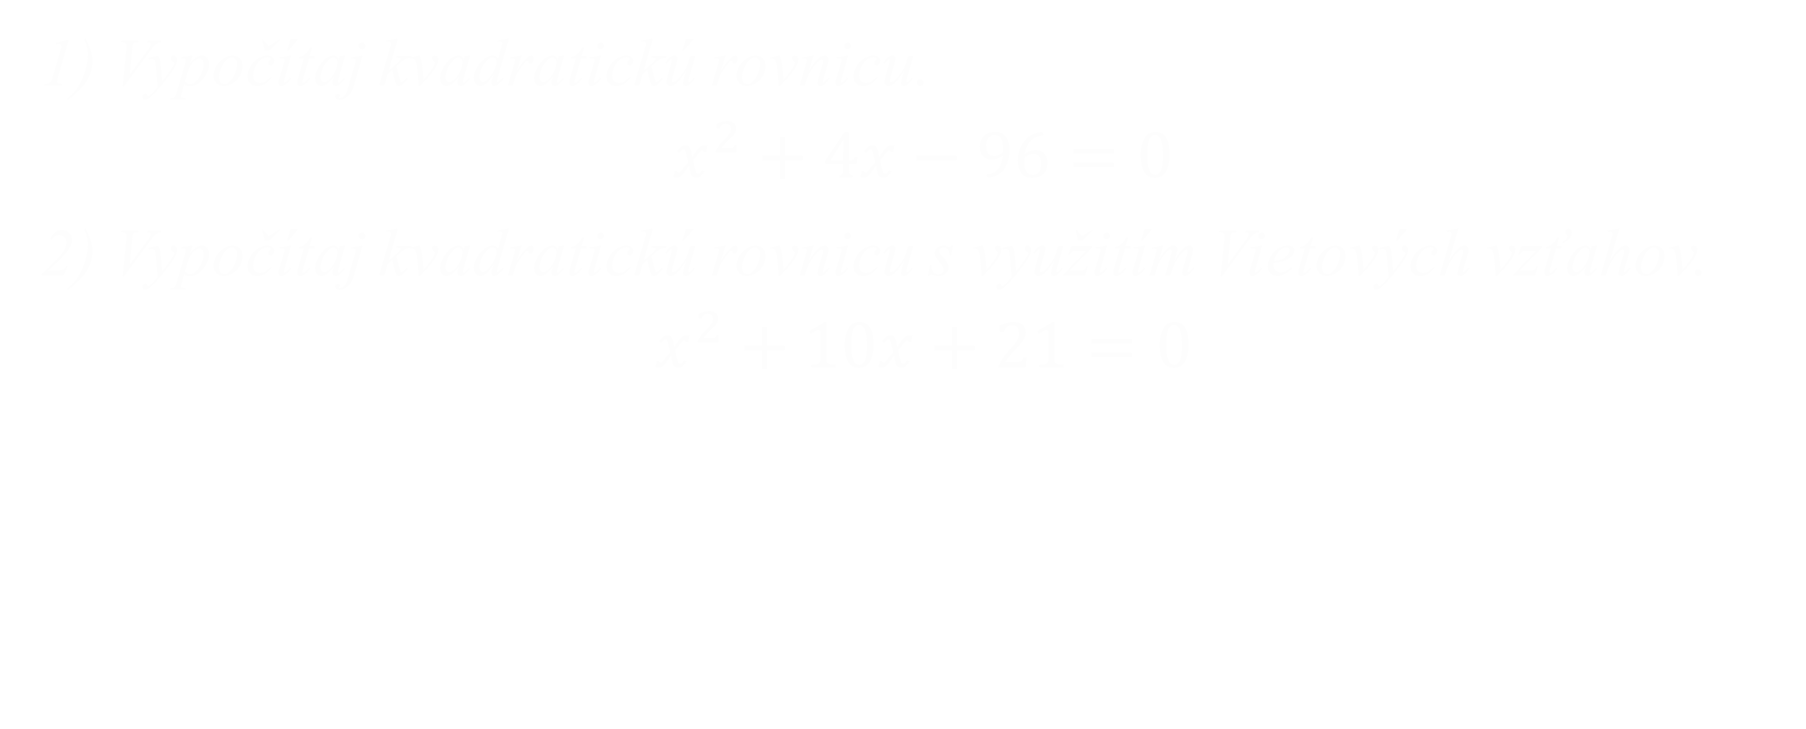 1) Vypočítaj kvadratickú rovnicu.
x² + 4x − 96 = 0
2) Vypočítaj kvadratickú rovnicu s využitím Vietových vzťahov.
x² + 10x + 21 = 0